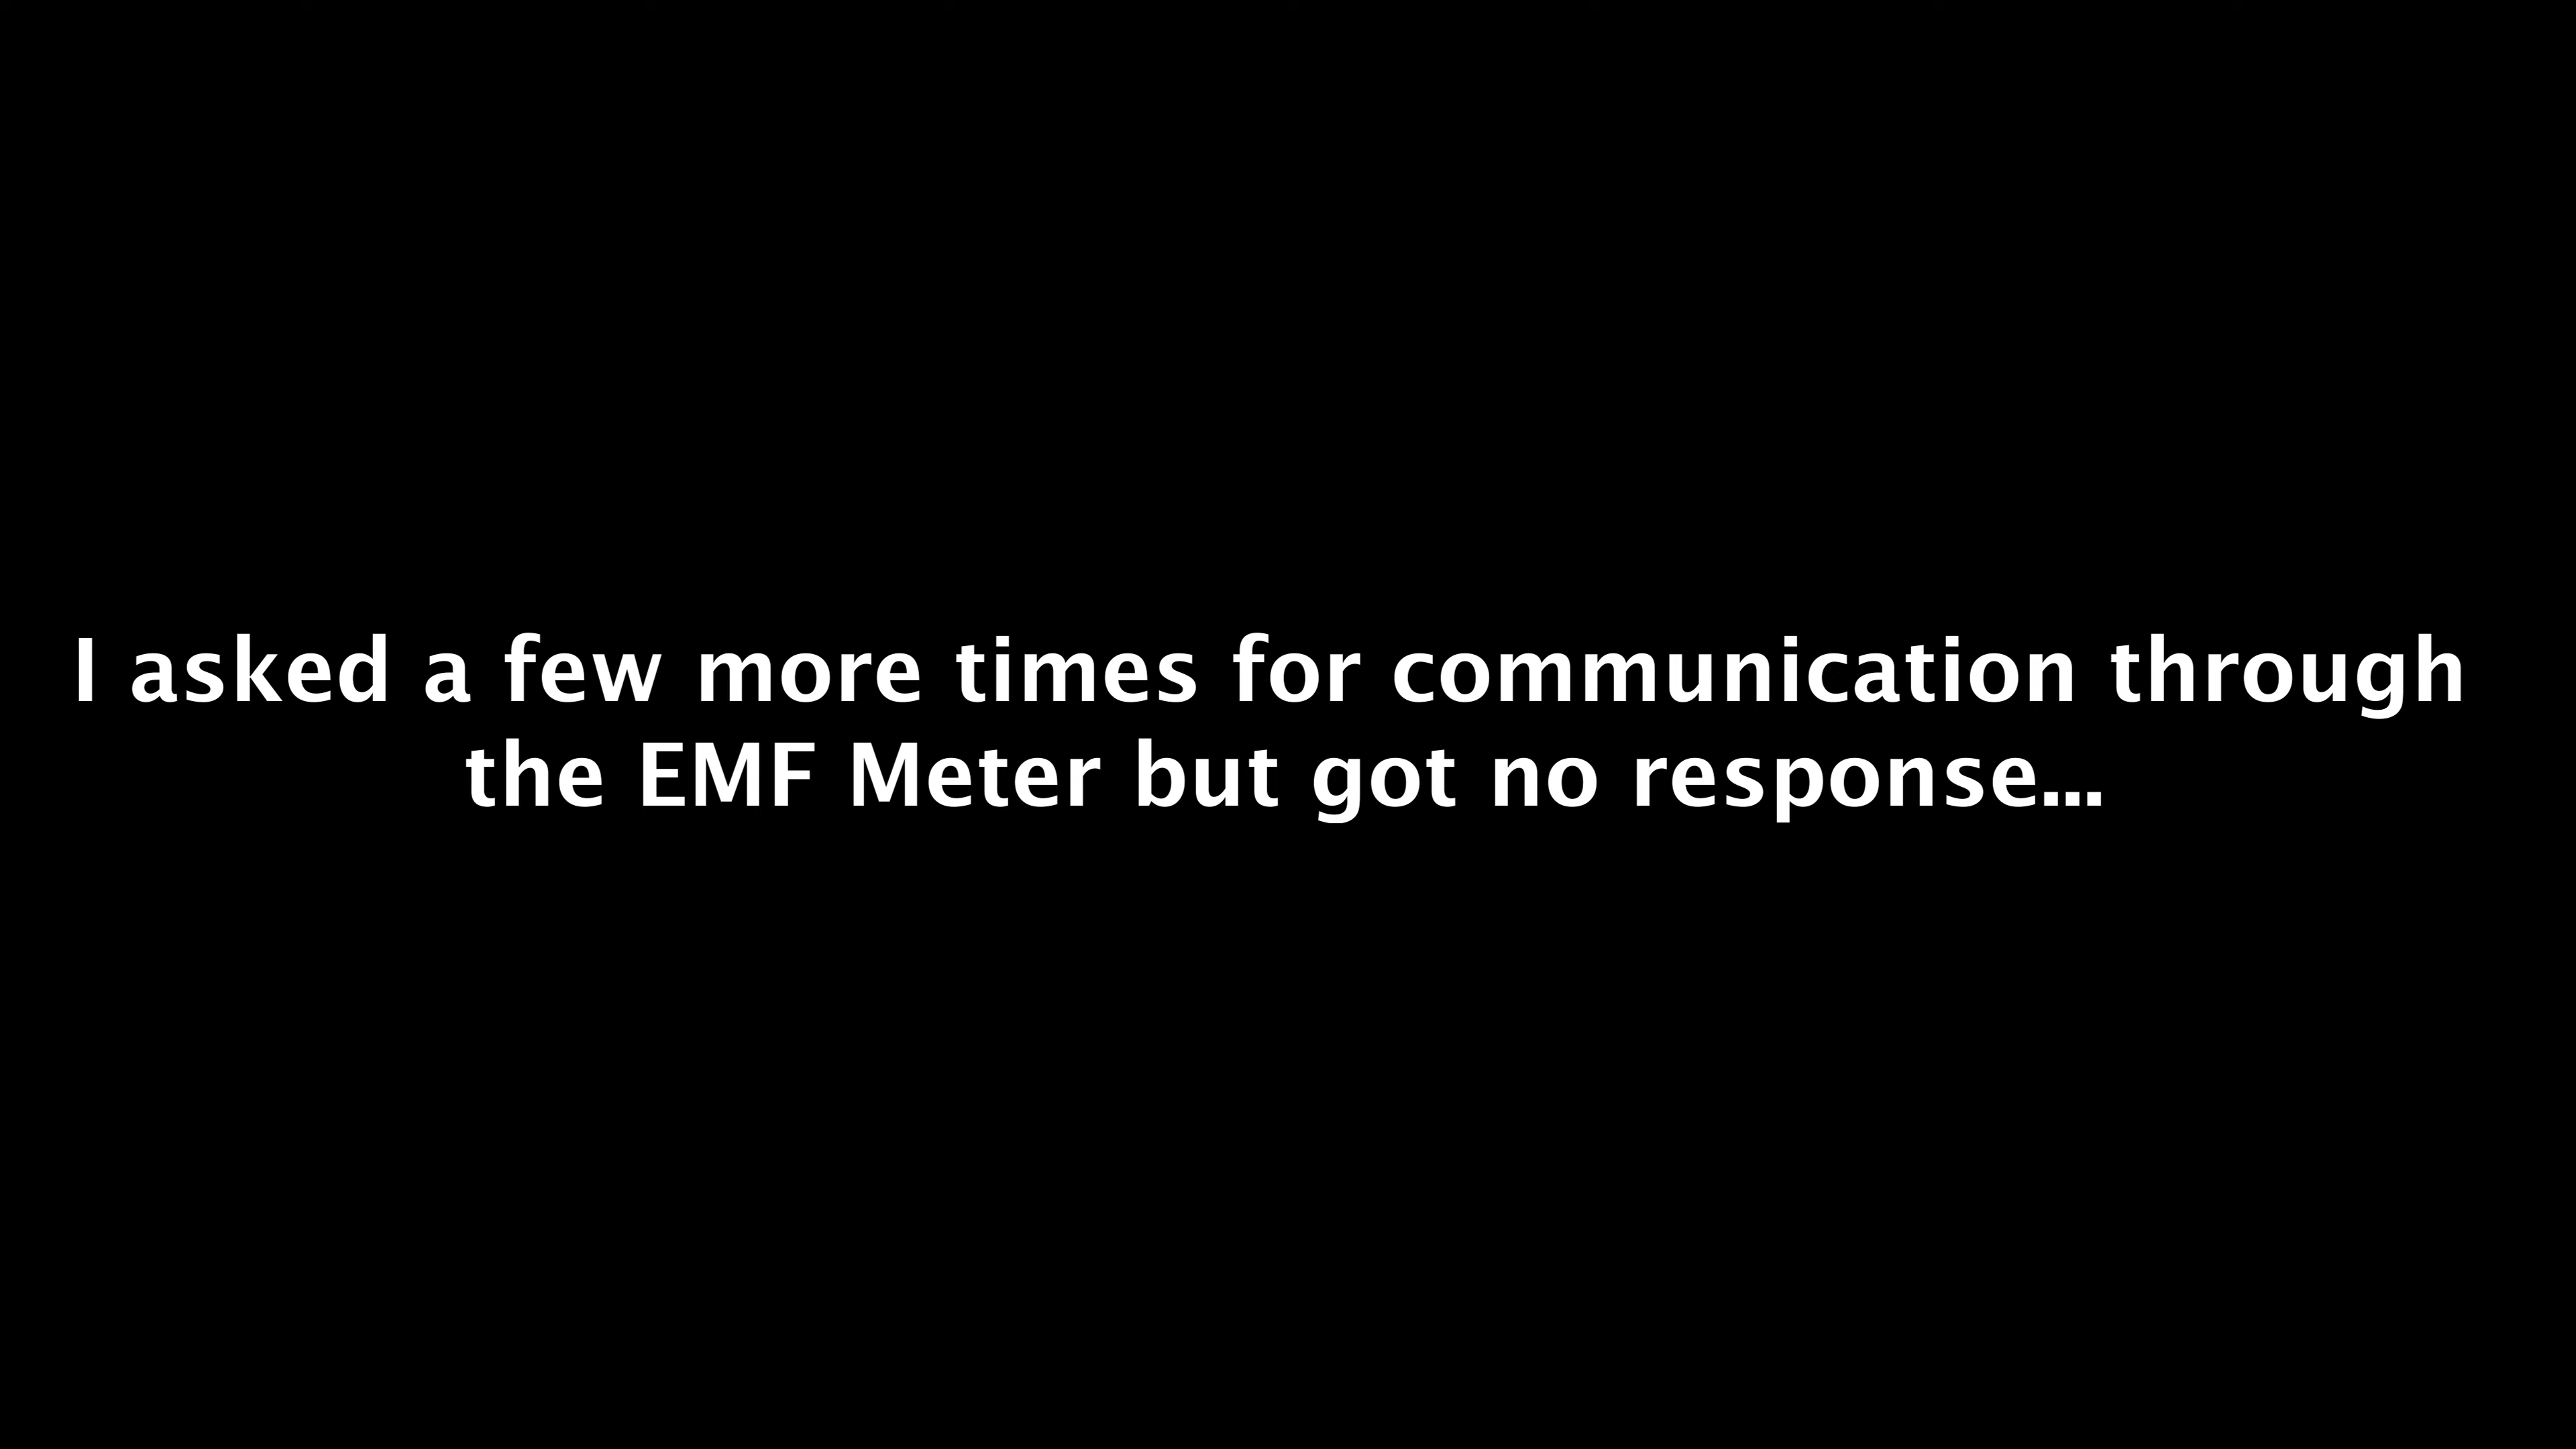 I asked a few more times for communication through
the EMF Meter but got no response...